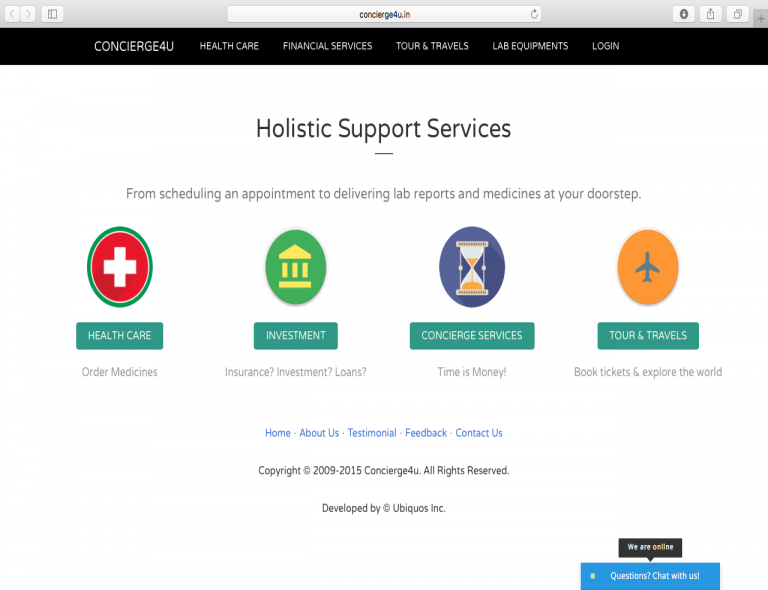 concierge4u.in
CONCIERGE4U HEALTH CARE FINANCIAL SERVICES TOUR & TRAVELS LAB EQUIPMENTS LOGIN
Holistic Support Services
From scheduling an appointment to delivering lab reports and medicines at your doorstep.
HEALTH CARE INVESTMENT CONCIERGE SERVICES TOUR & TRAVELS
Order Medicines Insurance? Investment? Loans? Time is Money! Book tickets & explore the world
Home · About Us · Testimonial · Feedback · Contact Us
Copyright © 2009-2015 Concierge4u. All Rights Reserved.
Developed by © Ubiquos Inc.
We are online
Questions? Chat with us!